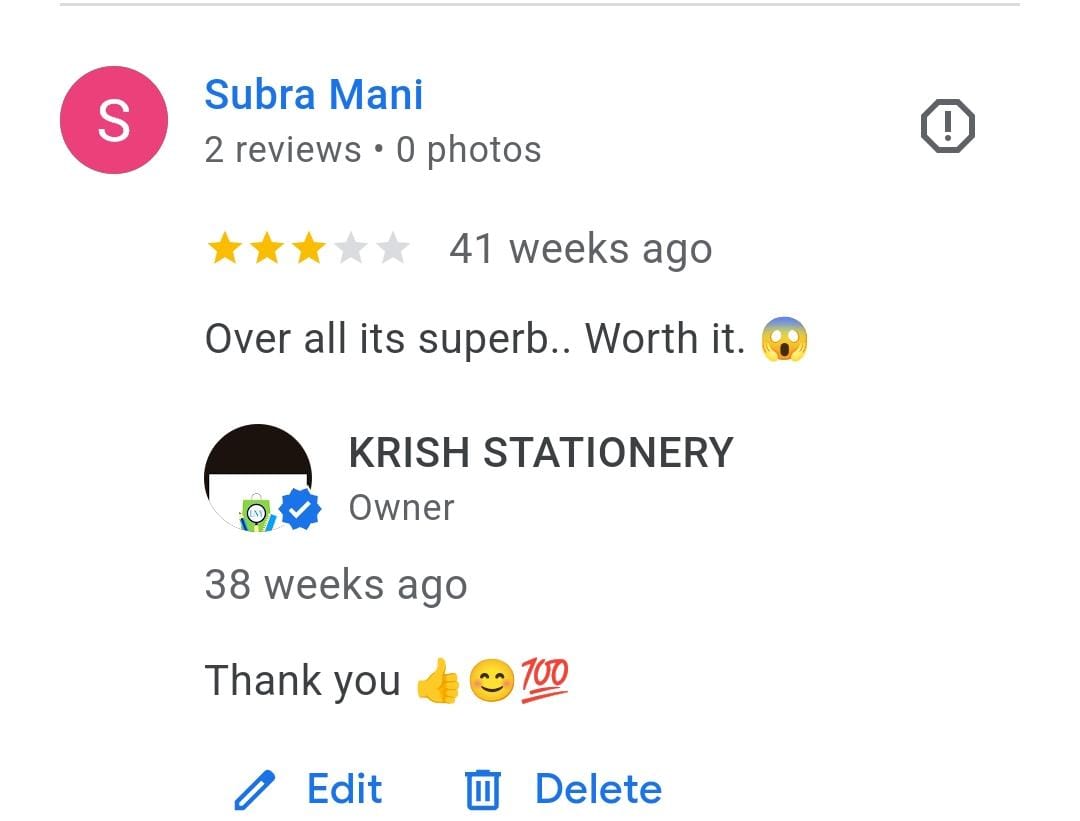 S
Subra Mani
2 reviews • 0 photos
41 weeks ago
Over all its superb.. Worth it. 😱
KRISH STATIONERY
Owner
38 weeks ago
Thank you 👍😊💯
Edit Delete